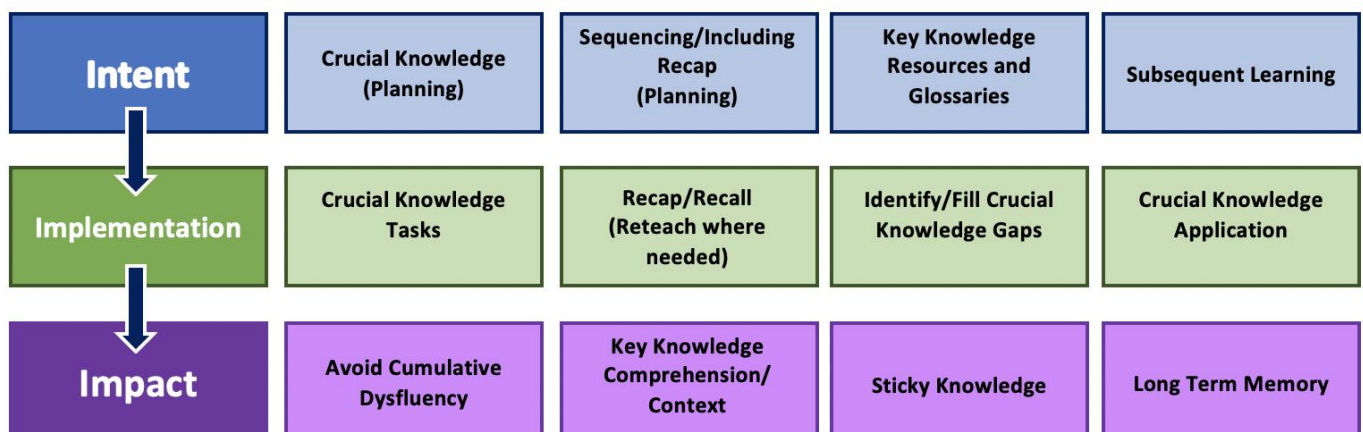 Intent
Crucial Knowledge
(Planning)
Sequencing/Including
Recap
(Planning)
Key Knowledge
Resources and
Glossaries
Subsequent Learning
Implementation
Crucial Knowledge
Tasks
Recap/Recall
(Reteach where
needed)
Identify/Fill Crucial
Knowledge Gaps
Crucial Knowledge
Application
Impact
Avoid Cumulative
Dysfluency
Key Knowledge
Comprehension/
Context
Sticky Knowledge
Long Term Memory